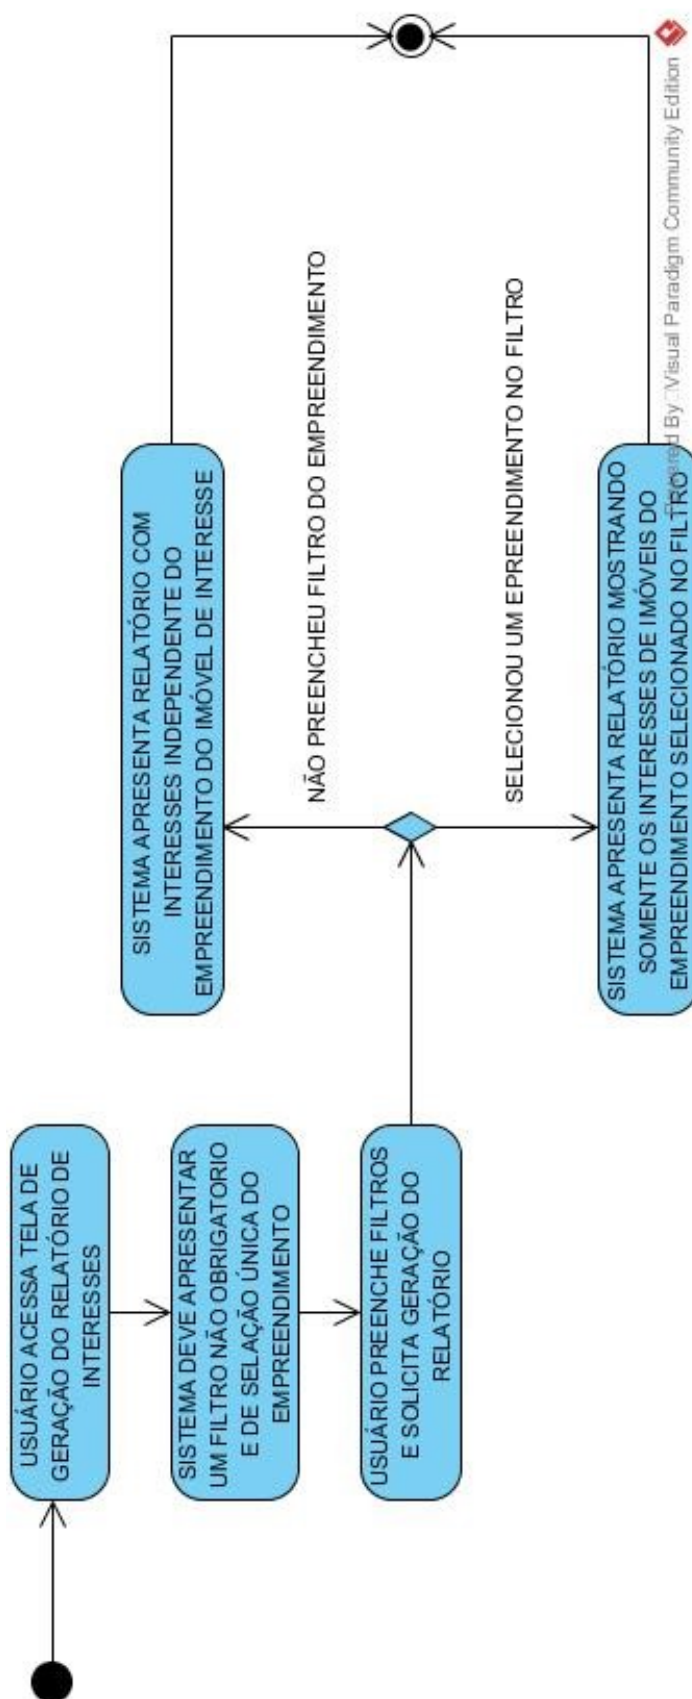 USUÁRIO ACESSA TELA DE
GERAÇÃO DO RELATÓRIO DE
INTERESSES
SISTEMA DEVE APRESENTAR
UM FILTRO NÃO OBRIGATORIO
E DE SELAÇÃO ÚNICA DO
EMPREENDIMENTO
USUÁRIO PREENCHE FILTROS
E SOLICITA GERAÇÃO DO
RELATÓRIO
SISTEMA APRESENTA RELATÓRIO COM
INTERESSES INDEPENDENTE DO
EMPREENDIMENTO DO IMÓVEL DE INTERESSE
NÃO PREENCHEU FILTRO DO EMPREENDIMENTO
SELECIONOU UM EPREENDIMENTO NO FILTRO
SISTEMA APRESENTA RELATÓRIO MOSTRANDO
SOMENTE OS INTERESSES DE IMÓVEIS DO
EMPREENDIMENTO SELECIONADO NO FILTRO
By Visual Paradigm Community Edition